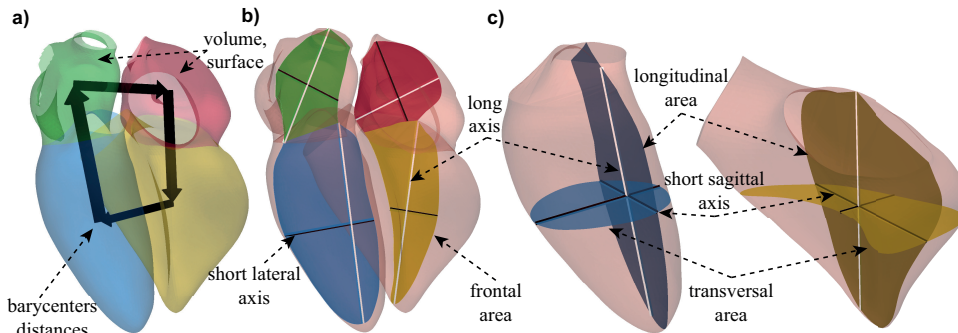 a)
volume,
surface
barycenters
distances
b)
long
axis
short lateral
axis
frontal
area
c)
longitudinal
area
short sagittal
axis
transversal area